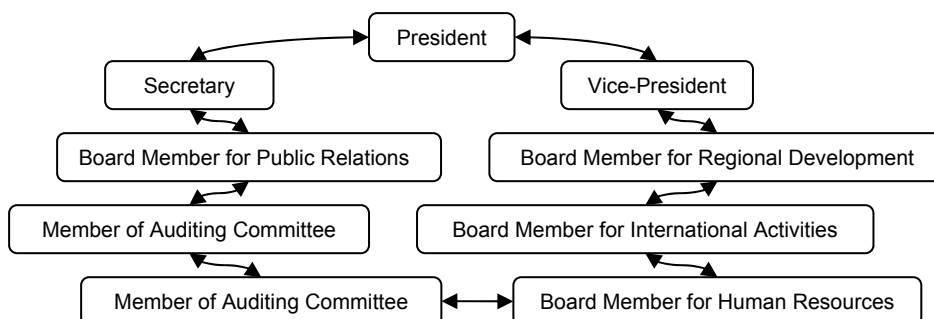 President
Secretary
Vice-President
Board Member for Public Relations
Board Member for Regional Development
Member of Auditing Committee
Board Member for International Activities
Member of Auditing Committee
Board Member for Human Resources